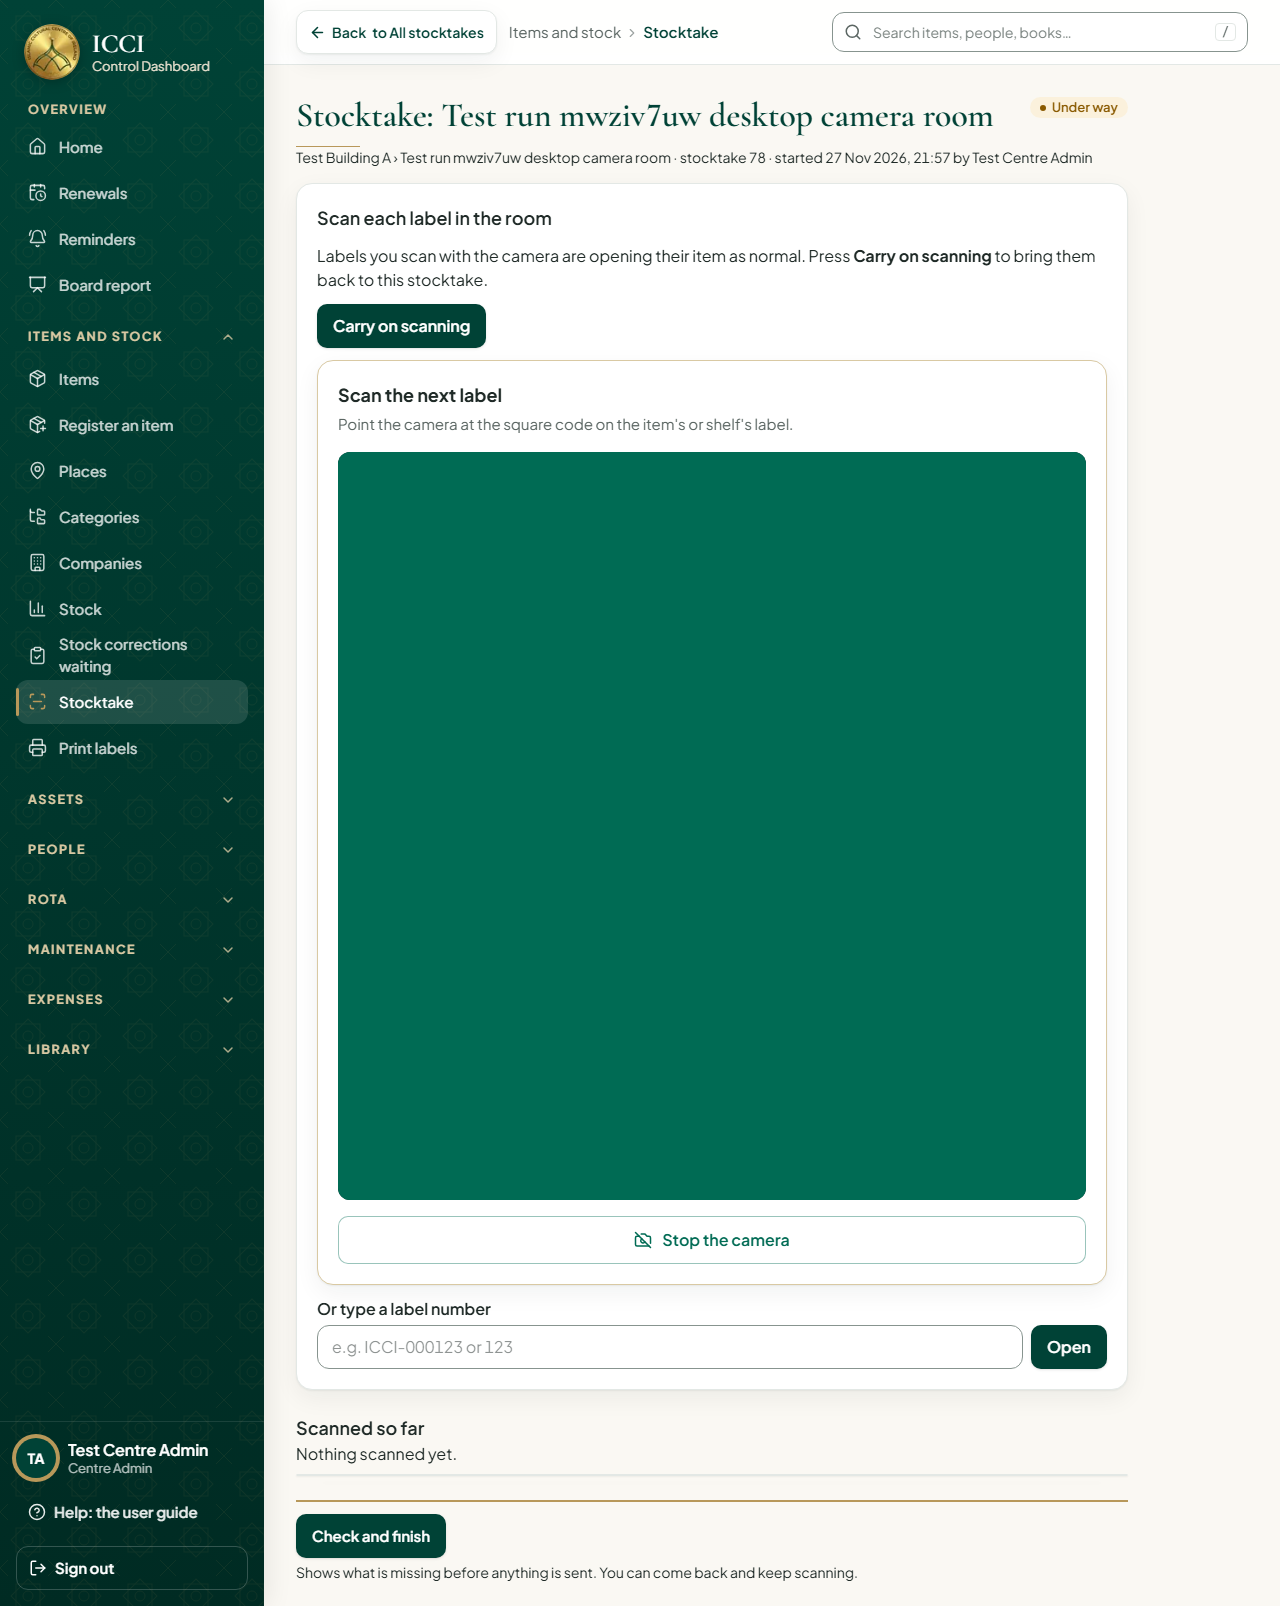 ICCI
Control Dashboard
OVERVIEW
Home
Renewals
Reminders
Board report
ITEMS AND STOCK
Items
Register an item
Places
Categories
Companies
Stock
Stock corrections
waiting
Stocktake
Print labels
ASSETS
PEOPLE
ROTA
MAINTENANCE
EXPENSES
LIBRARY
TA
Test Centre Admin
Centre Admin
Help: the user guide
Sign out
Back to All stocktakes
Items and stock › Stocktake
Search items, people, books…
/
Stocktake: Test run mwziv7uw desktop camera room
Under way
Test Building A › Test run mwziv7uw desktop camera room · stocktake 78 · started 27 Nov 2026, 21:57 by Test Centre Admin
Scan each label in the room
Labels you scan with the camera are opening their item as normal. Press Carry on scanning to bring them
back to this stocktake.
Carry on scanning
Scan the next label
Point the camera at the square code on the item's or shelf's label.
Stop the camera
Or type a label number
e.g. ICCI-000123 or 123
Open
Scanned so far
Nothing scanned yet.
Check and finish
Shows what is missing before anything is sent. You can come back and keep scanning.